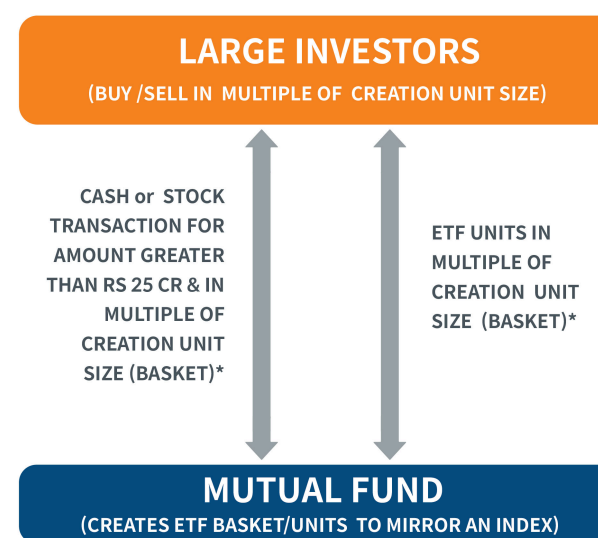 LARGE INVESTORS
(BUY /SELL IN MULTIPLE OF CREATION UNIT SIZE)
CASH or STOCK
TRANSACTION FOR
AMOUNT GREATER
THAN RS 25 CR & IN
MULTIPLE OF
CREATION UNIT
SIZE (BASKET)*
ETF UNITS IN
MULTIPLE OF
CREATION UNIT
SIZE (BASKET)*
MUTUAL FUND
(CREATES ETF BASKET/UNITS TO MIRROR AN INDEX)